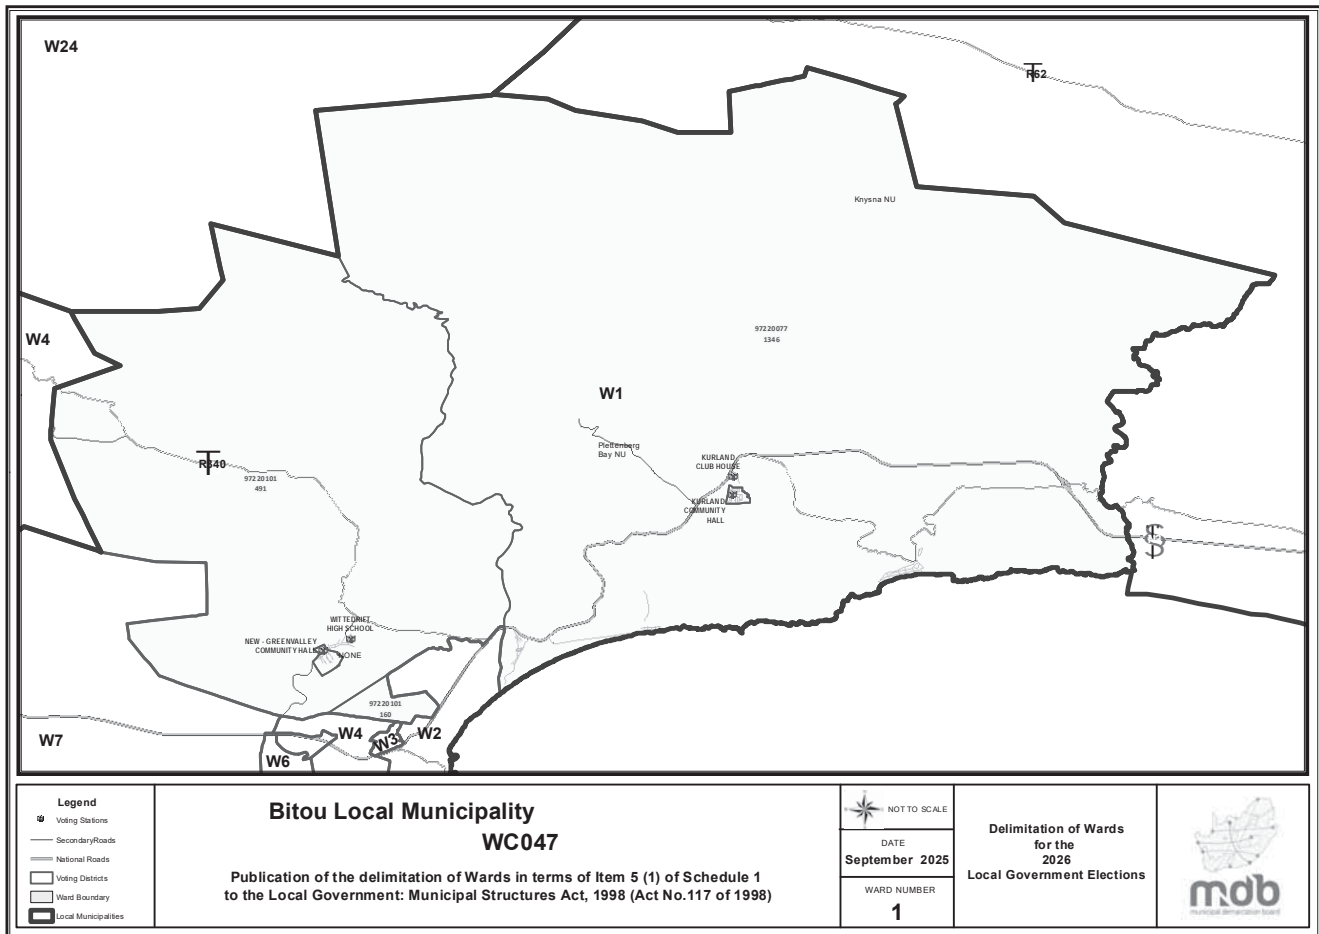 W24
R62
Knysna NU
W4
97220077
1346
W1
Plettenberg
Bay NU
KURLAND
CLUB HOUSE
R340
97220101
491
KURLAND
COMMUNITY
HALL
WITTEDRIFT
HIGH SCHOOL
NEW - GREENVALLEY
COMMUNITY HALL
NONE
97220101
160
W7
W4
W3
W2
W6
Legend
Voting Stations
SecondaryRoads
National Roads
Voting Districts
Ward Boundary
Local Municipalities
Bitou Local Municipality
WC047
Publication of the delimitation of Wards in terms of Item 5 (1) of Schedule 1
to the Local Government: Municipal Structures Act, 1998 (Act No.117 of 1998)
NOT TO SCALE
DATE
September 2025
WARD NUMBER
1
Delimitation of Wards
for the
2026
Local Government Elections
mdb
municipal demarcation board